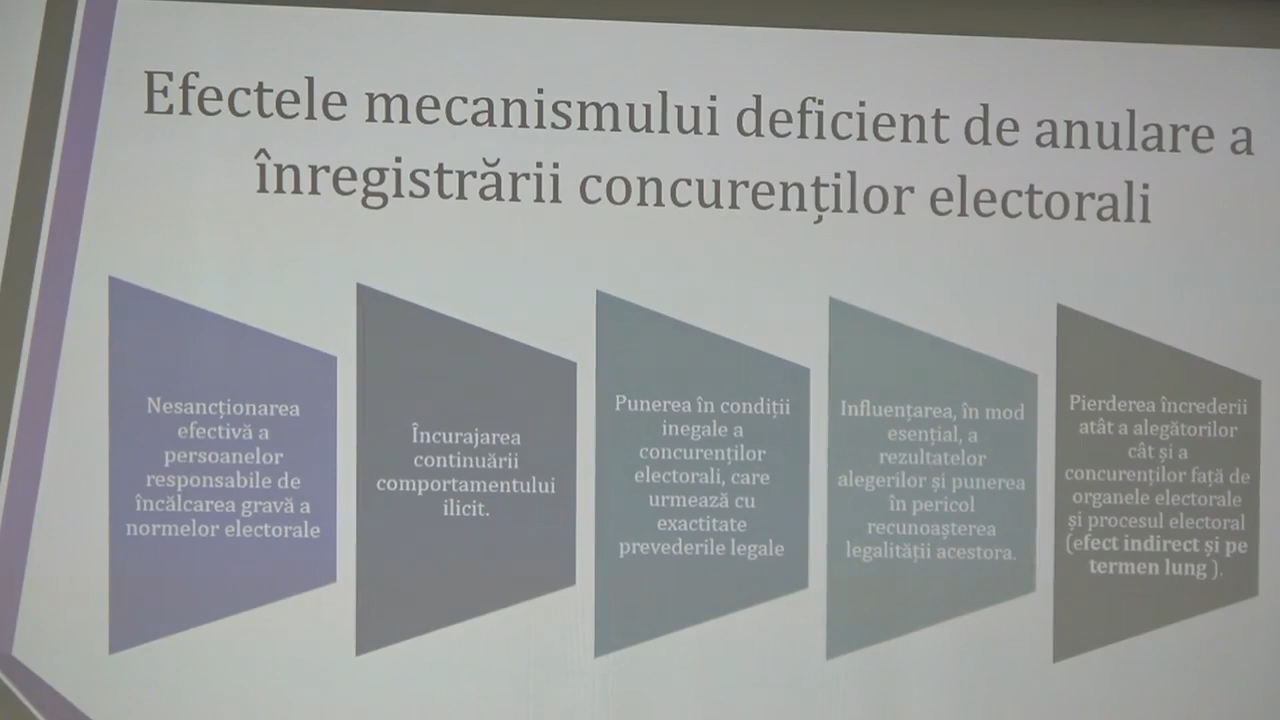 Efectele mecanismului deficient de anulare a
înregistrării concurenților electorali
Nesancționarea
efectivă a
persoanelor
responsabile de
încălcarea gravă a
normelor electorale
Încurajarea
continuării
comportamentului
ilicit.
Punerea în condiții
inegale a
concurenților
electorali, care
urmează cu
exactitate
prevederile legale
Influențarea, în mod
esențial, a
rezultatelor
alegerilor și punerea
în pericol
recunoașterea
legalității acestora.
Pierderea încrederii
atât a alegătorilor
cât și a
concurenților față de
organele electorale
și procesul electoral
(efect indirect și pe
termen lung ).